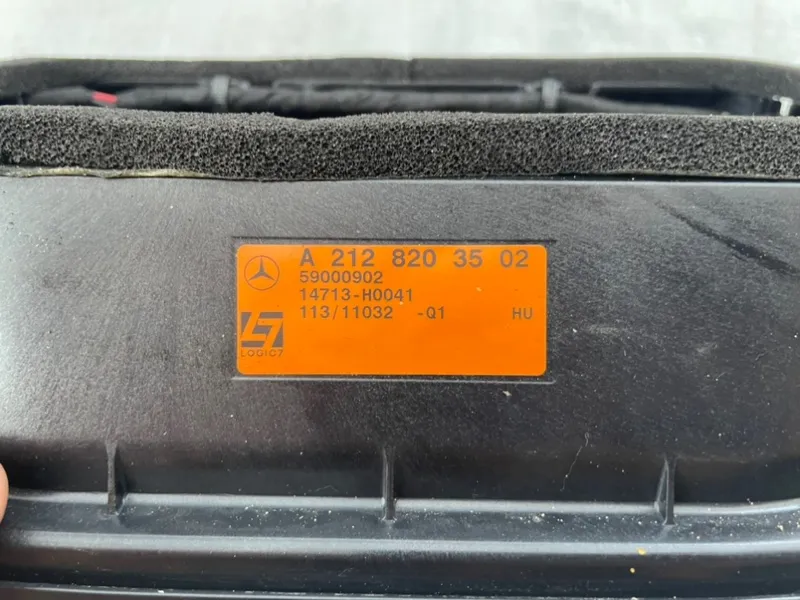 A 212 820 35 02
59000902
14713-H0041
113/11032 -Q1 HU
LOGIC7